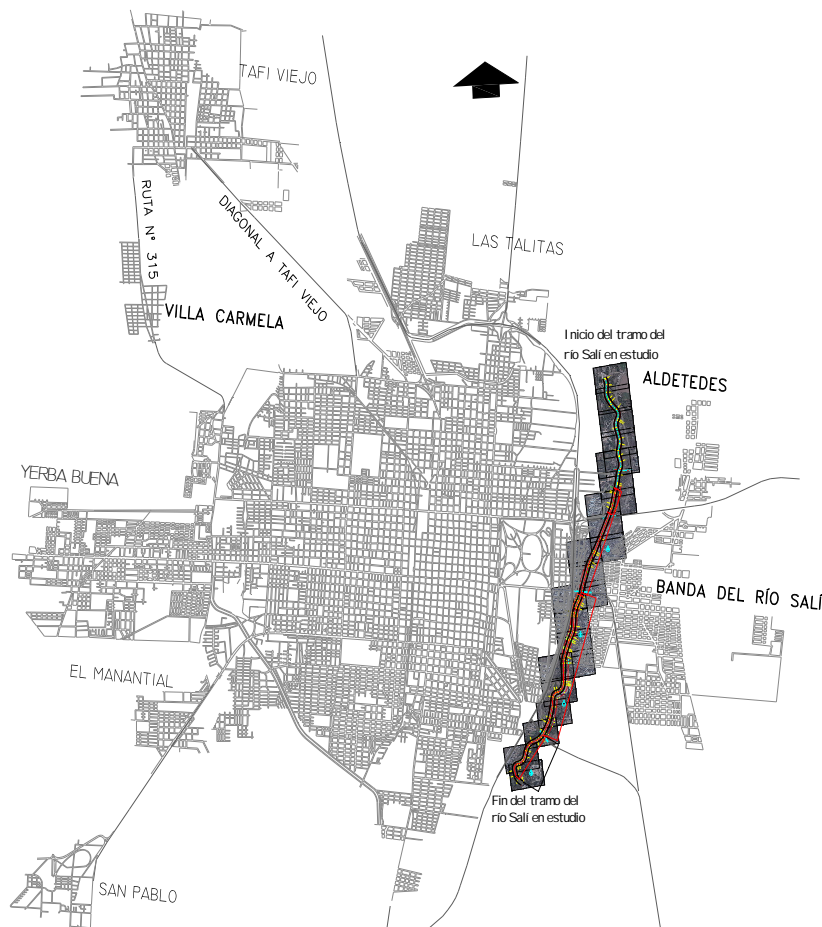 TAFI VIEJO
RUTA N° 315
DIAGONAL A TAFI VIEJO
LAS TALITAS
VILLA CARMELA
Inicio del tramo del
río Salí en estudio
ALDETEDES
YERBA BUENA
BANDA DEL RÍO SALÍ
EL MANANTIAL
Fin del tramo del
río Salí en estudio
SAN PABLO